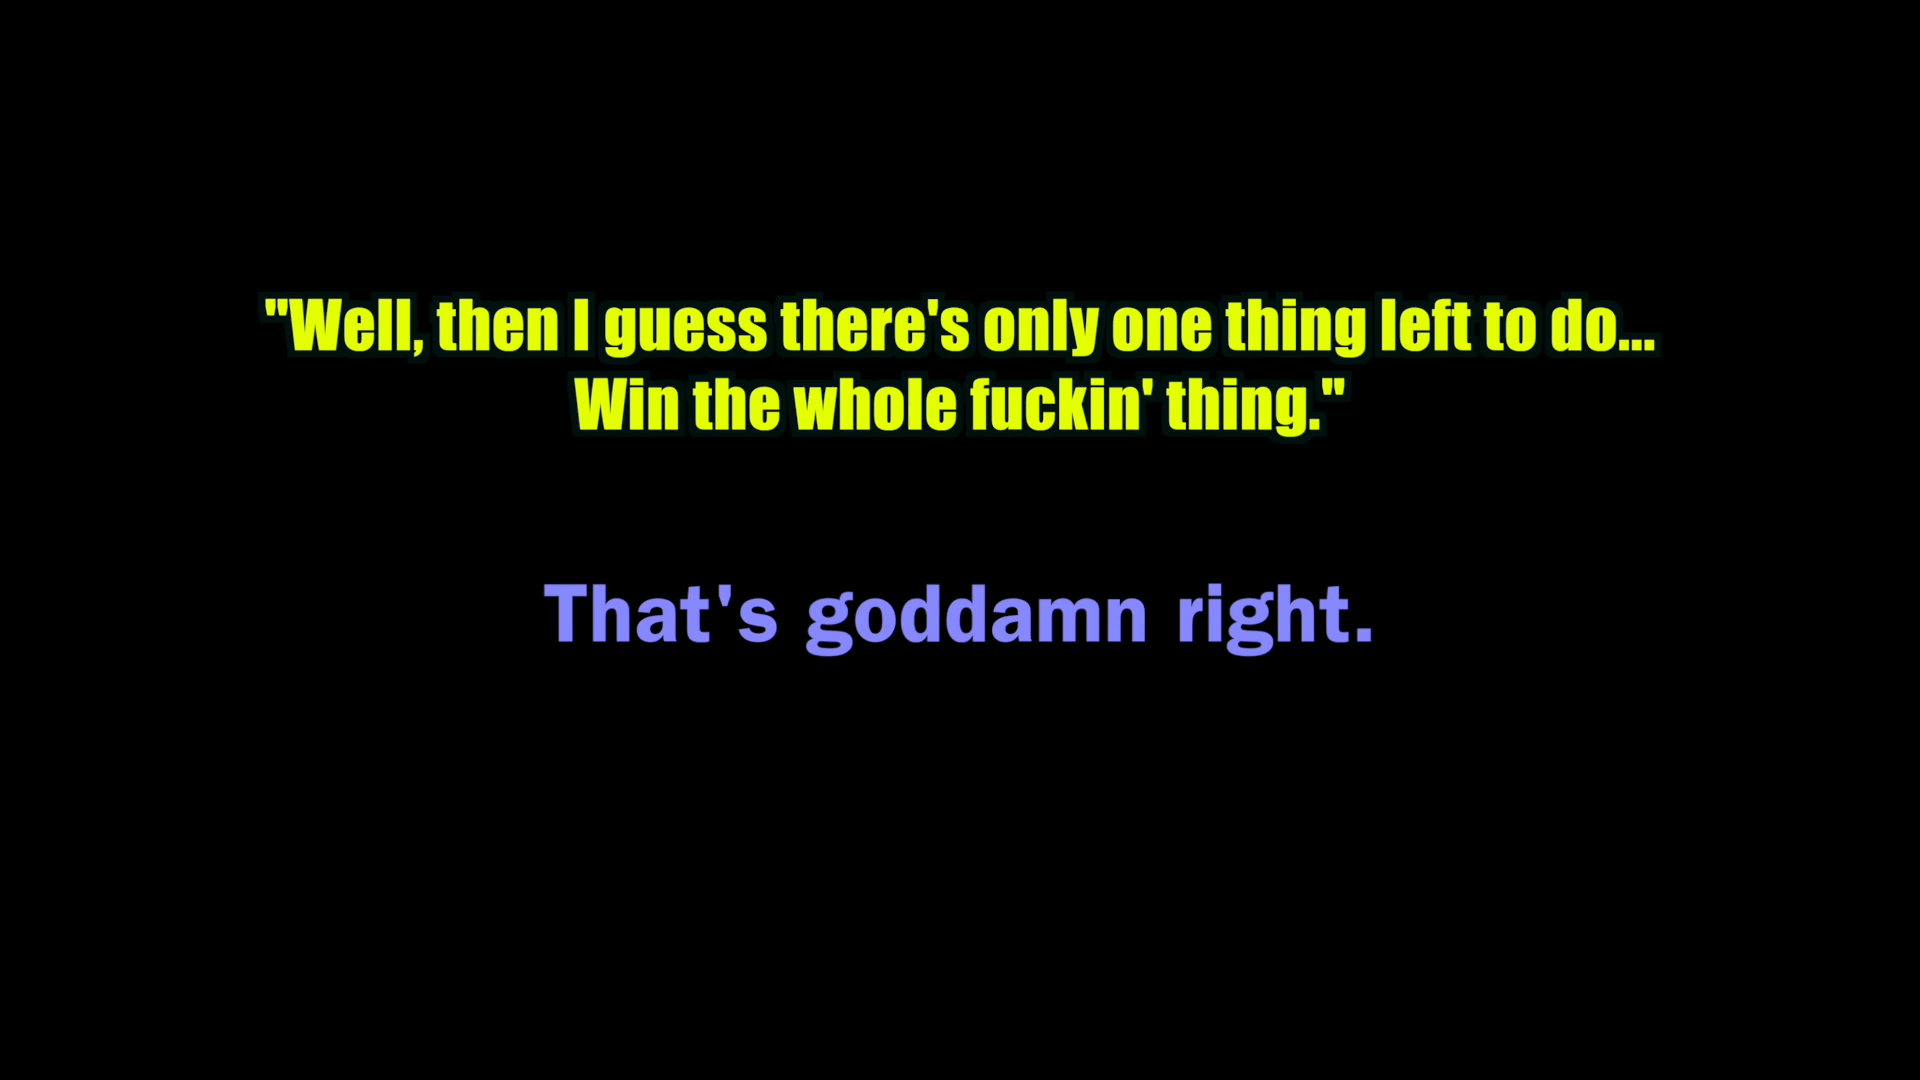 "Well, then I guess there's only one thing left to do...
Win the whole fuckin' thing."
That's goddamn right.